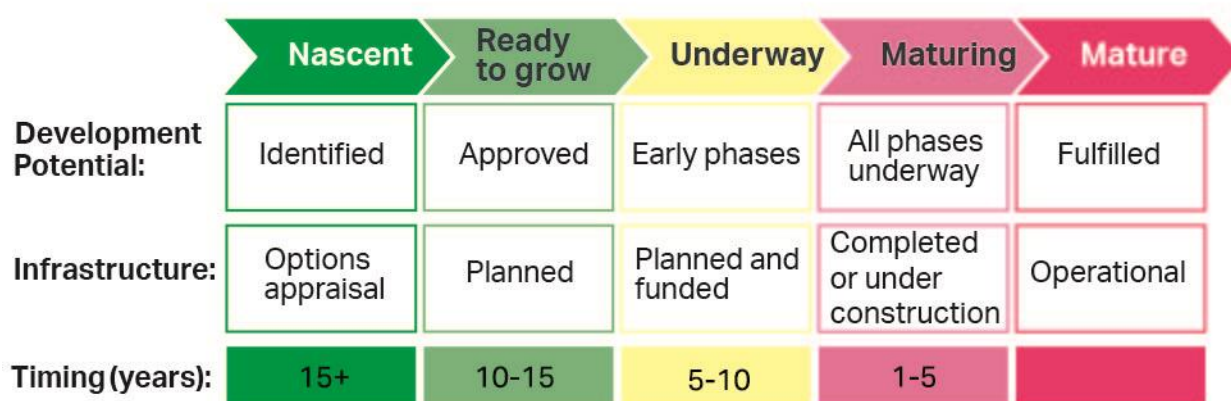 Nascent
Ready
to grow
Underway
Maturing
Mature
Development
Potential:
Identified
Approved
Early phases
All phases
underway
Fulfilled
Infrastructure:
Options
appraisal
Planned
Planned and
funded
Completed
or under
construction
Operational
Timing (years):
15+
10-15
5-10
1-5